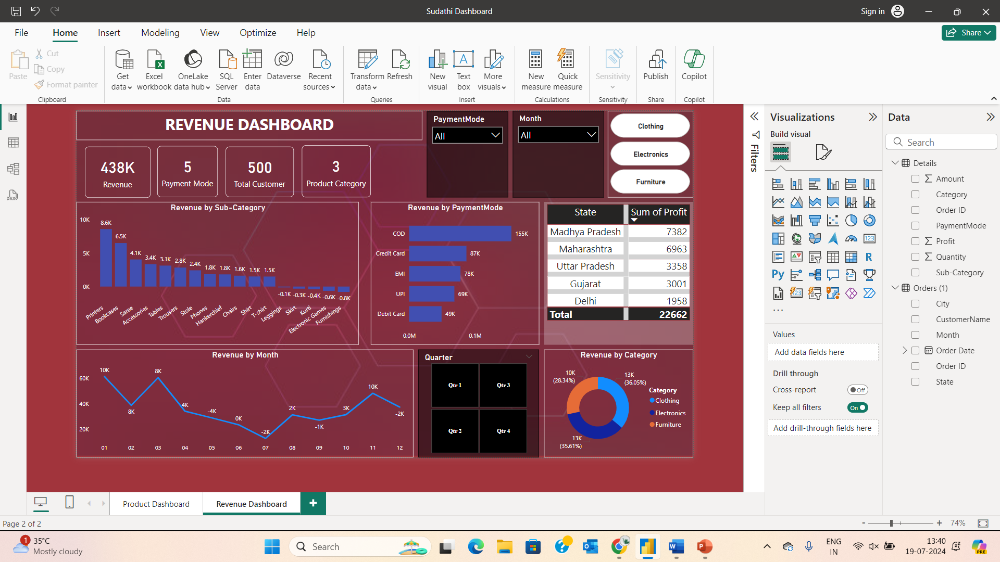 Sudathi Dashboard
Sign in
File Home Insert Modeling View Optimize Help
Share
Paste
Cut
Copy
Format painter
Clipboard
Get data
Excel workbook
OneLake data hub
SQL Server
Enter data
Dataverse
Recent sources
Data
Transform data
Refresh
Queries
New visual
Text box
More visuals
Insert
New measure
Quick measure
Calculations
Sensitivity
Sensitivity
Publish
Share
Copilot
Copilot
REVENUE DASHBOARD
438K
Revenue
5
Payment Mode
500
Total Customer
3
Product Category
PaymentMode
All
Month
All
Clothing
Electronics
Furniture
Revenue by Sub-Category
10K
5K
0K
8.6K
6.5K
4.1K
3.4K
3.1K
2.8K
2.4K
1.8K
1.8K
1.6K
1.5K
1.5K
-0.1K
-0.3K
-0.4K
-0.6K
-0.8K
Printers
Bookcases
Saree
Accessories
Tables
Trousers
Stole
Phones
Hankerchief
Chairs
Shirt
T-shirt
Leggings
Skirt
Kurti
Electronic Games
Furnishings
Revenue by PaymentMode
COD 155K
Credit Card 87K
EMI 78K
UPI 69K
Debit Card 49K
0.0M 0.1M
State Sum of Profit
Madhya Pradesh 7382
Maharashtra 6963
Uttar Pradesh 3358
Gujarat 3001
Delhi 1958
Total 22662
Revenue by Month
60K
40K
20K
10K
8K
8K
4K
-4K
0K
-2K
2K
-1K
3K
10K
-2K
01 02 03 04 05 06 07 08 09 10 11 12
Quarter
Qtr 1 Qtr 3
Qtr 2 Qtr 4
Revenue by Category
10K
(28.34%)
13K
(36.05%)
13K
(35.61%)
Category
Clothing
Electronics
Furniture
Filters
Visualizations
Build visual
123
R
Py
123
...
Values
Add data fields here
Drill through
Cross-report Off
Keep all filters On
Add drill-through fields here
Data
Search
Details
Amount
Category
Order ID
PaymentMode
Profit
Quantity
Sub-Category
Orders (1)
City
CustomerName
Month
Order Date
Order ID
State
DAX
Product Dashboard
Revenue Dashboard
+
Page 2 of 2
- + 74%
1
35°C
Mostly cloudy
Search
ENG
IN
13:40
19-07-2024
PRE